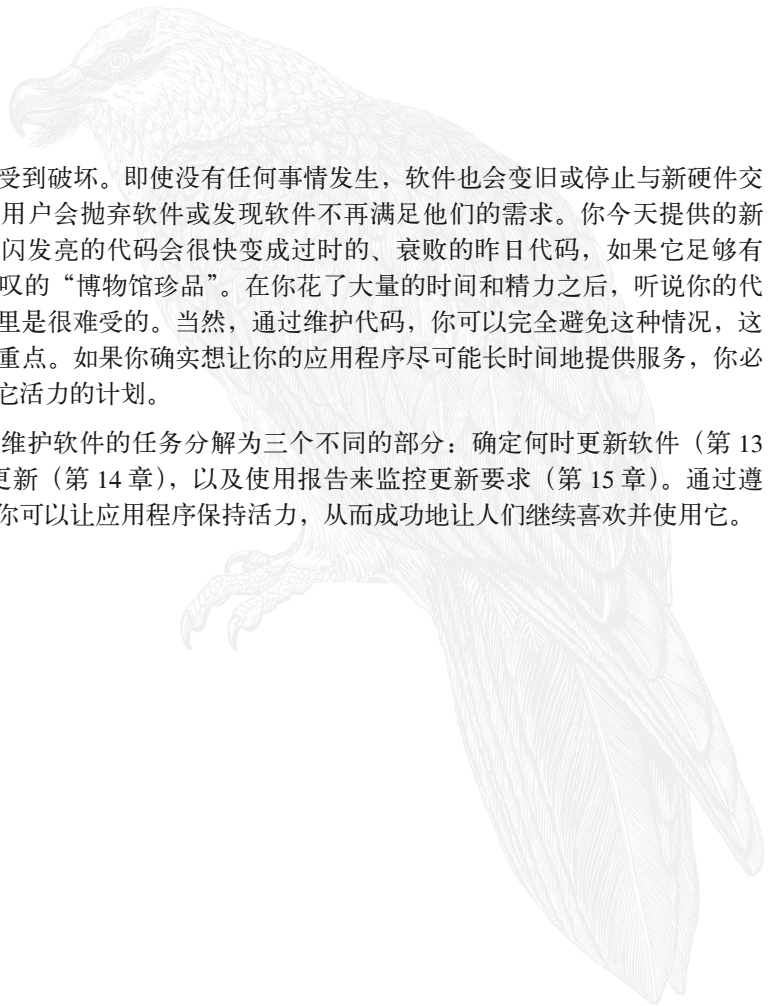 受到破坏。即使没有任何事情发生，软件也会变旧或停止与新硬件交
用户会抛弃软件或发现软件不再满足他们的需求。你今天提供的新
闪发亮的代码会很快变成过时的、衰败的昨日代码，如果它足够有
叹的“博物馆珍品”。在你花了大量的时间和精力之后，听说你的代
里是很难受的。当然，通过维护代码，你可以完全避免这种情况，这
重点。如果你确实想让你的应用程序尽可能长时间地提供服务，你必
它活力的计划。
维护软件的任务分解为三个不同的部分：确定何时更新软件（第 13
更新（第 14 章），以及使用报告来监控更新要求（第 15 章）。通过遵
你可以让应用程序保持活力，从而成功地让人们继续喜欢并使用它。